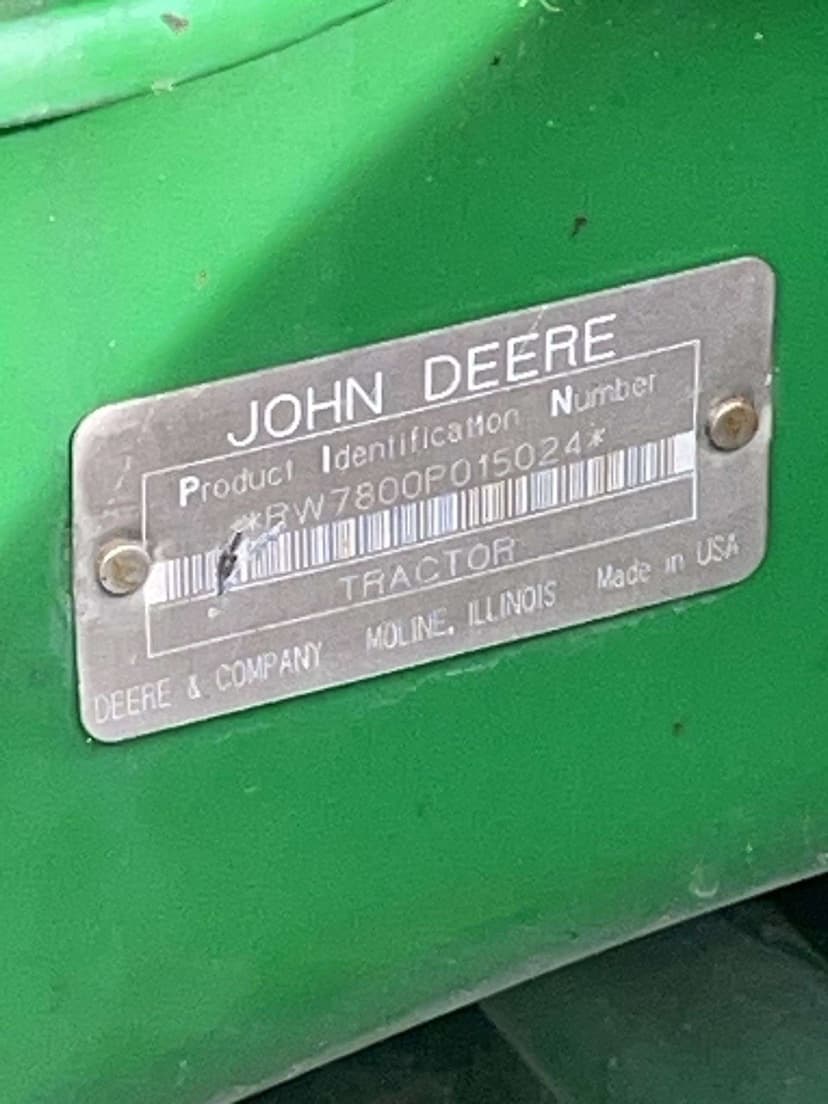 JOHN DEERE
Product Identification Number
*RW7800P015024*
TRACTOR
DEERE & COMPANY MOLINE, ILLINOIS Made in USA